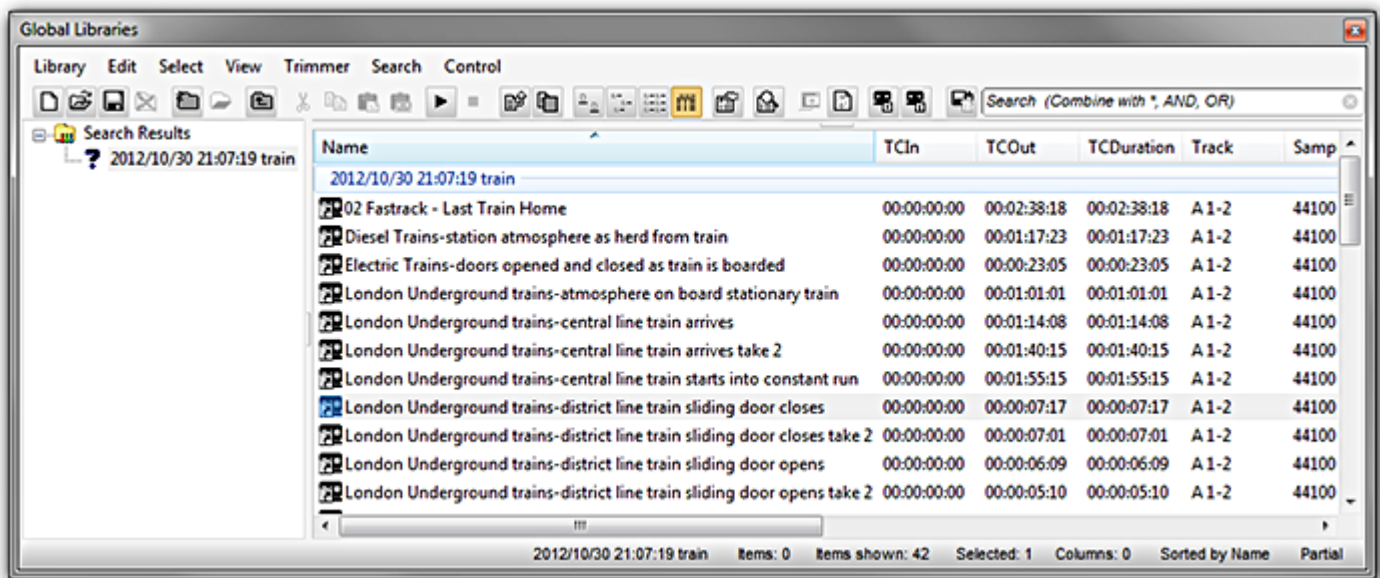 Global Libraries
Library Edit Select View Trimmer Search Control
Search (Combine with *, AND, OR)
Search Results
2012/10/30 21:07:19 train
Name TCIn TCOut TCDuration Track Samp
2012/10/30 21:07:19 train
02 Fastrack - Last Train Home 00:00:00:00 00:02:38:18 00:02:38:18 A 1-2 44100
Diesel Trains-station atmosphere as herd from train 00:00:00:00 00:01:17:23 00:01:17:23 A 1-2 44100
Electric Trains-doors opened and closed as train is boarded 00:00:00:00 00:00:23:05 00:00:23:05 A 1-2 44100
London Underground trains-atmosphere on board stationary train 00:00:00:00 00:01:01:01 00:01:01:01 A 1-2 44100
London Underground trains-central line train arrives 00:00:00:00 00:01:14:08 00:01:14:08 A 1-2 44100
London Underground trains-central line train arrives take 2 00:00:00:00 00:01:40:15 00:01:40:15 A 1-2 44100
London Underground trains-central line train starts into constant run 00:00:00:00 00:01:55:15 00:01:55:15 A 1-2 44100
London Underground trains-district line train sliding door closes 00:00:00:00 00:00:07:17 00:00:07:17 A 1-2 44100
London Underground trains-district line train sliding door closes take 2 00:00:00:00 00:00:07:01 00:00:07:01 A 1-2 44100
London Underground trains-district line train sliding door opens 00:00:00:00 00:00:06:09 00:00:06:09 A 1-2 44100
London Underground trains-district line train sliding door opens take 2 00:00:00:00 00:00:05:10 00:00:05:10 A 1-2 44100
2012/10/30 21:07:19 train Items: 0 Items shown: 42 Selected: 1 Columns: 0 Sorted by Name Partial